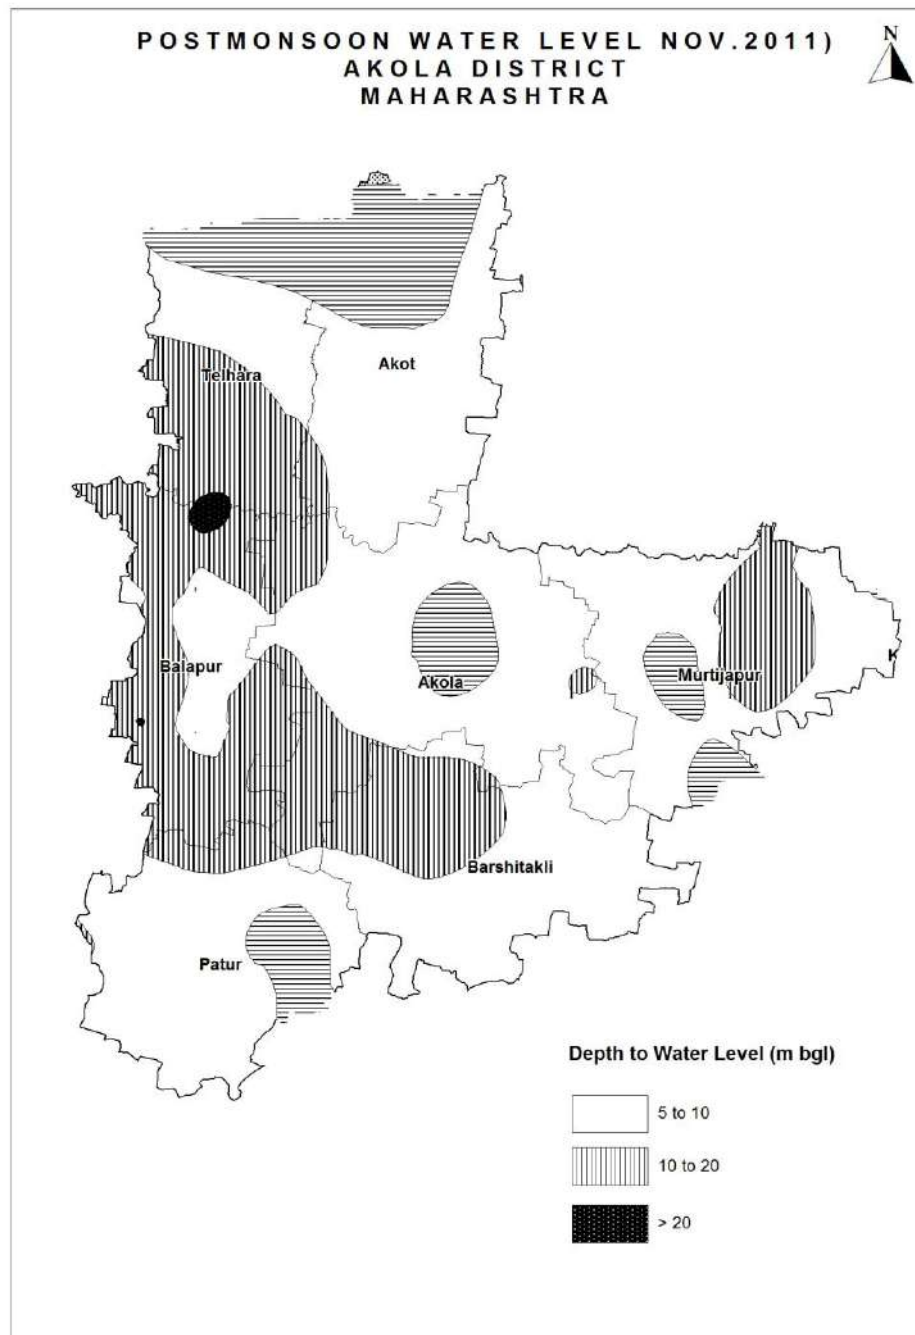 POSTMONSOON WATER LEVEL NOV.2011)
AKOLA DISTRICT
MAHARASHTRA
N
Akot
Telhara
Balapur
Akola
Murtijapur
K
Barshitakli
Patur
Depth to Water Level (m bgl)
5 to 10
10 to 20
> 20